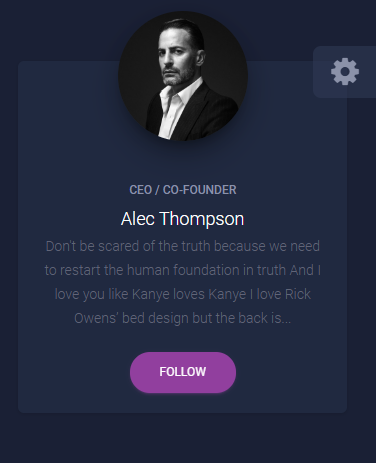 CEO / CO-FOUNDER
Alec Thompson
Don't be scared of the truth because we need
to restart the human foundation in truth And I
love you like Kanye loves Kanye I love Rick
Owens’ bed design but the back is...
FOLLOW